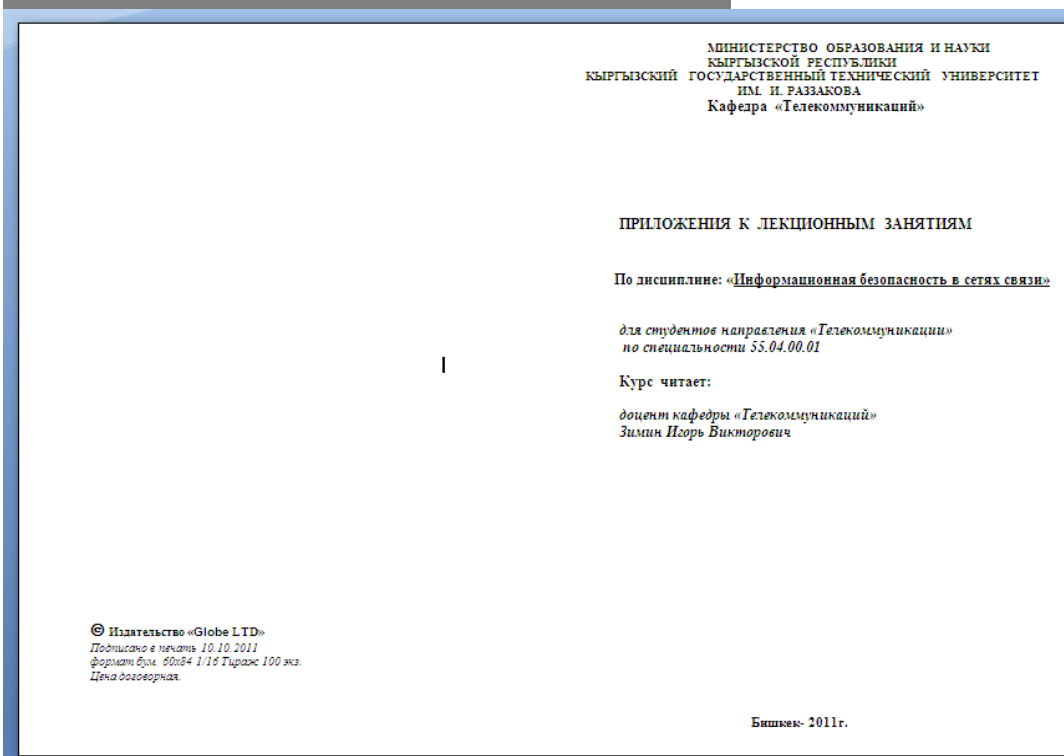 МИНИСТЕРСТВО ОБРАЗОВАНИЯ И НАУКИ
КЫРГЫЗСКОЙ РЕСПУБЛИКИ
КЫРГЫЗСКИЙ ГОСУДАРСТВЕННЫЙ ТЕХНИЧЕСКИЙ УНИВЕРСИТЕТ
ИМ. И. РАЗЗАКОВА
Кафедра «Телекоммуникаций»
ПРИЛОЖЕНИЯ К ЛЕКЦИОННЫМ ЗАНЯТИЯМ
По дисциплине: «Информационная безопасность в сетях связи»
для студентов направления «Телекоммуникации»
по специальности 55.04.00.01
Курс читает:
доцент кафедры «Телекоммуникаций»
Зимин Игорь Викторович
© Издательство «Globe LTD»
Подписано в печать 10.10.2011
формат бум. 60x84 1/16 Тираж 100 экз.
Цена договорная.
Бишкек- 2011г.